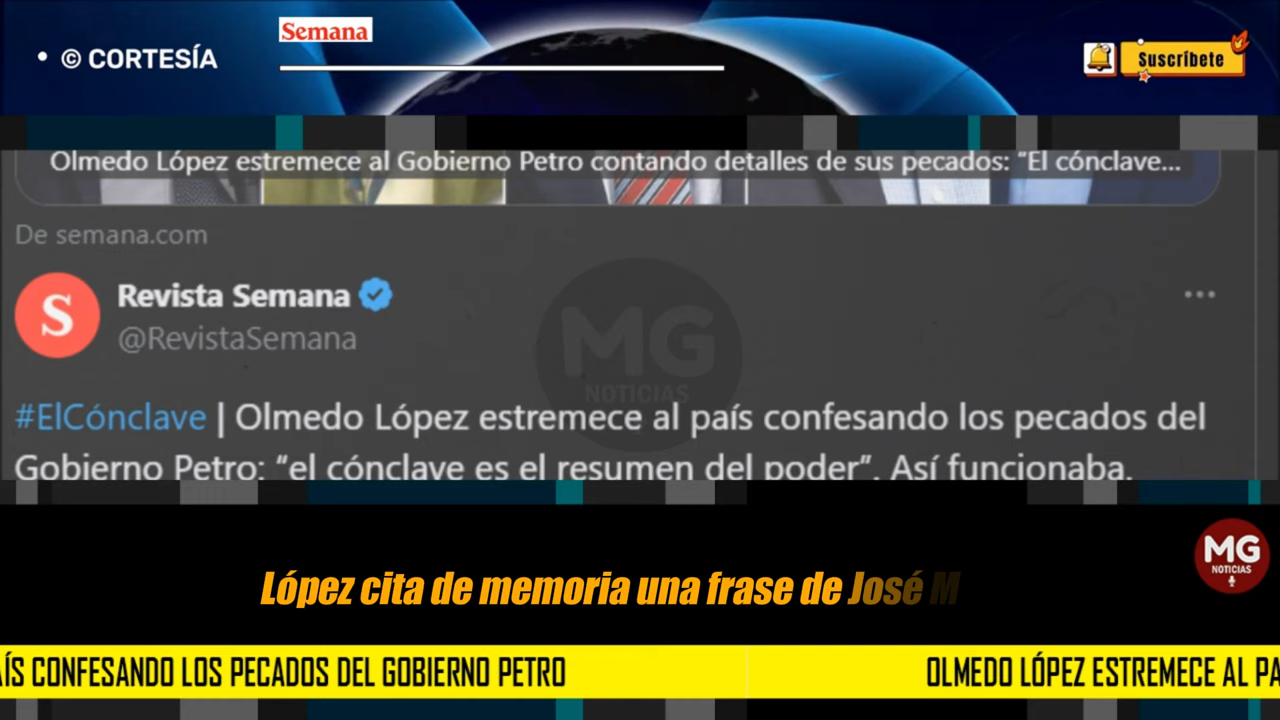 Semana
• © CORTESÍA
Suscríbete
Olmedo López estremece al Gobierno Petro contando detalles de sus pecados: “El cónclave...
De semana.com
S
Revista Semana
@RevistaSemana
MG
NOTICIAS
#ElCónclave | Olmedo López estremece al país confesando los pecados del
Gobierno Petro: “el cónclave es el resumen del poder”. Así funcionaba.
López cita de memoria una frase de José M
MG
NOTICIAS
AÍS CONFESANDO LOS PECADOS DEL GOBIERNO PETRO
OLMEDO LÓPEZ ESTREMECE AL PA